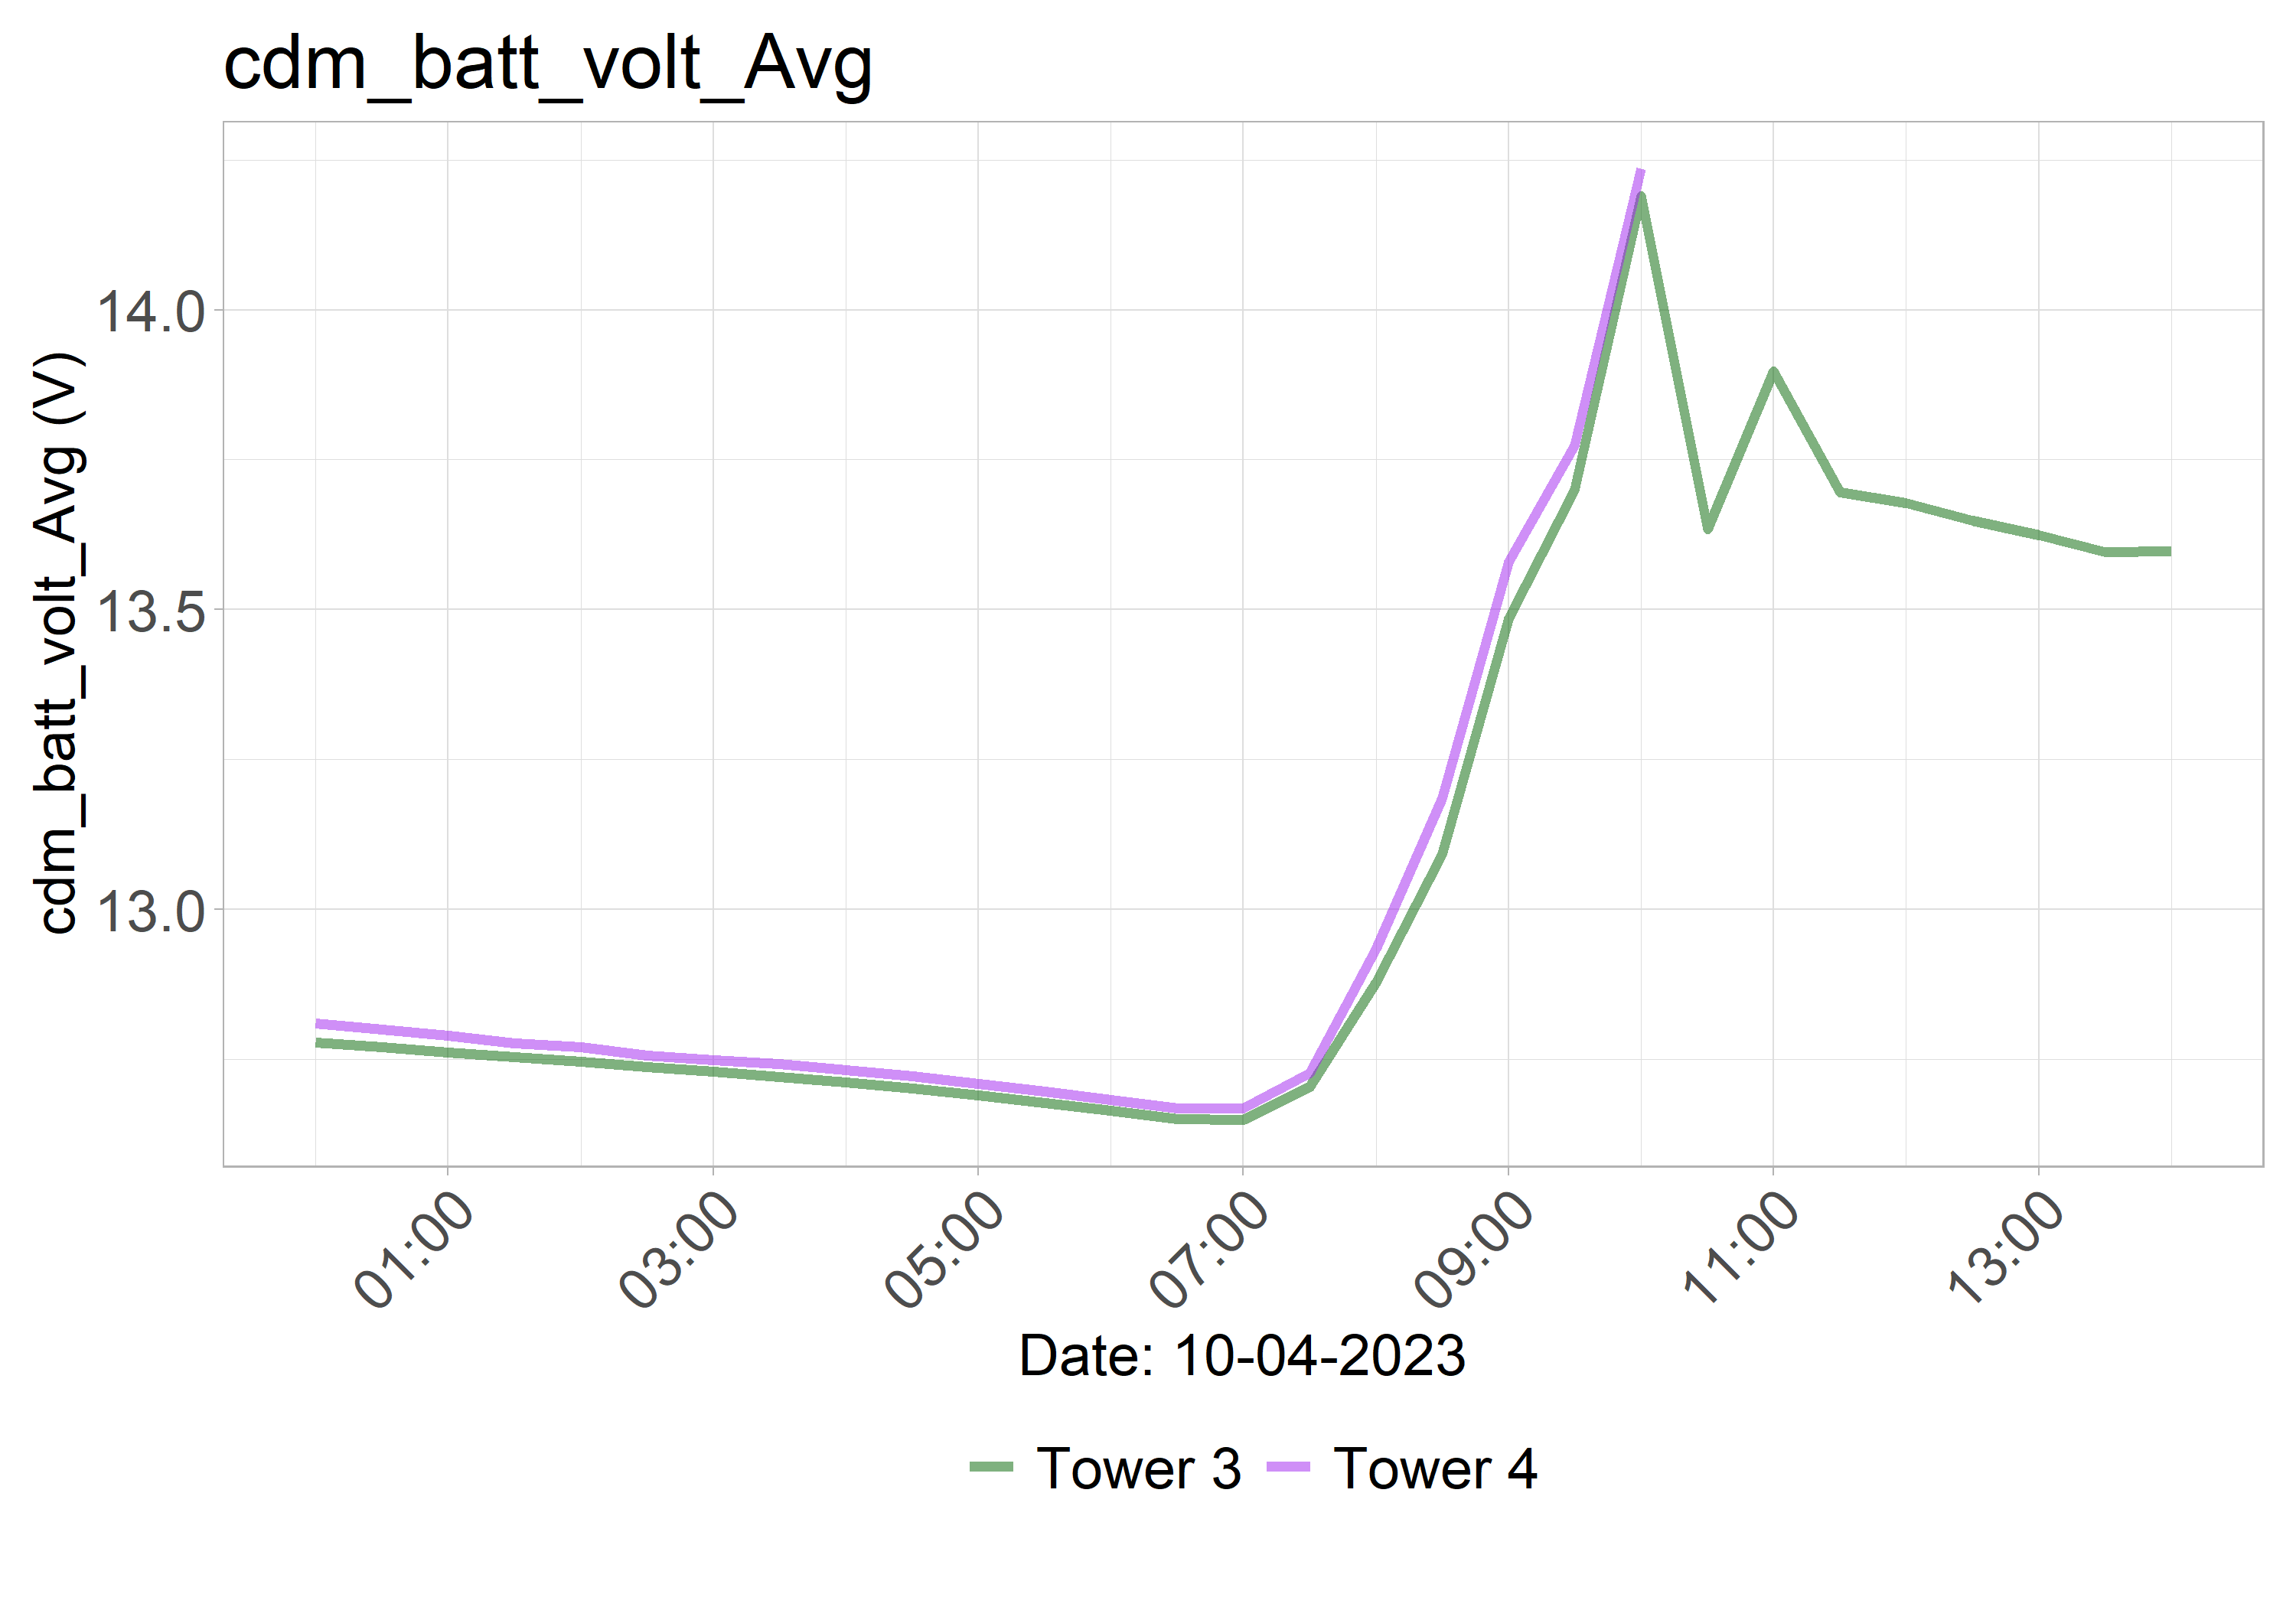 cdm_batt_volt_Avg
cdm_batt_volt_Avg (V)
14.0
13.5
13.0
01:00
03:00
05:00
07:00
09:00
11:00
13:00
Date: 10-04-2023
Tower 3
Tower 4